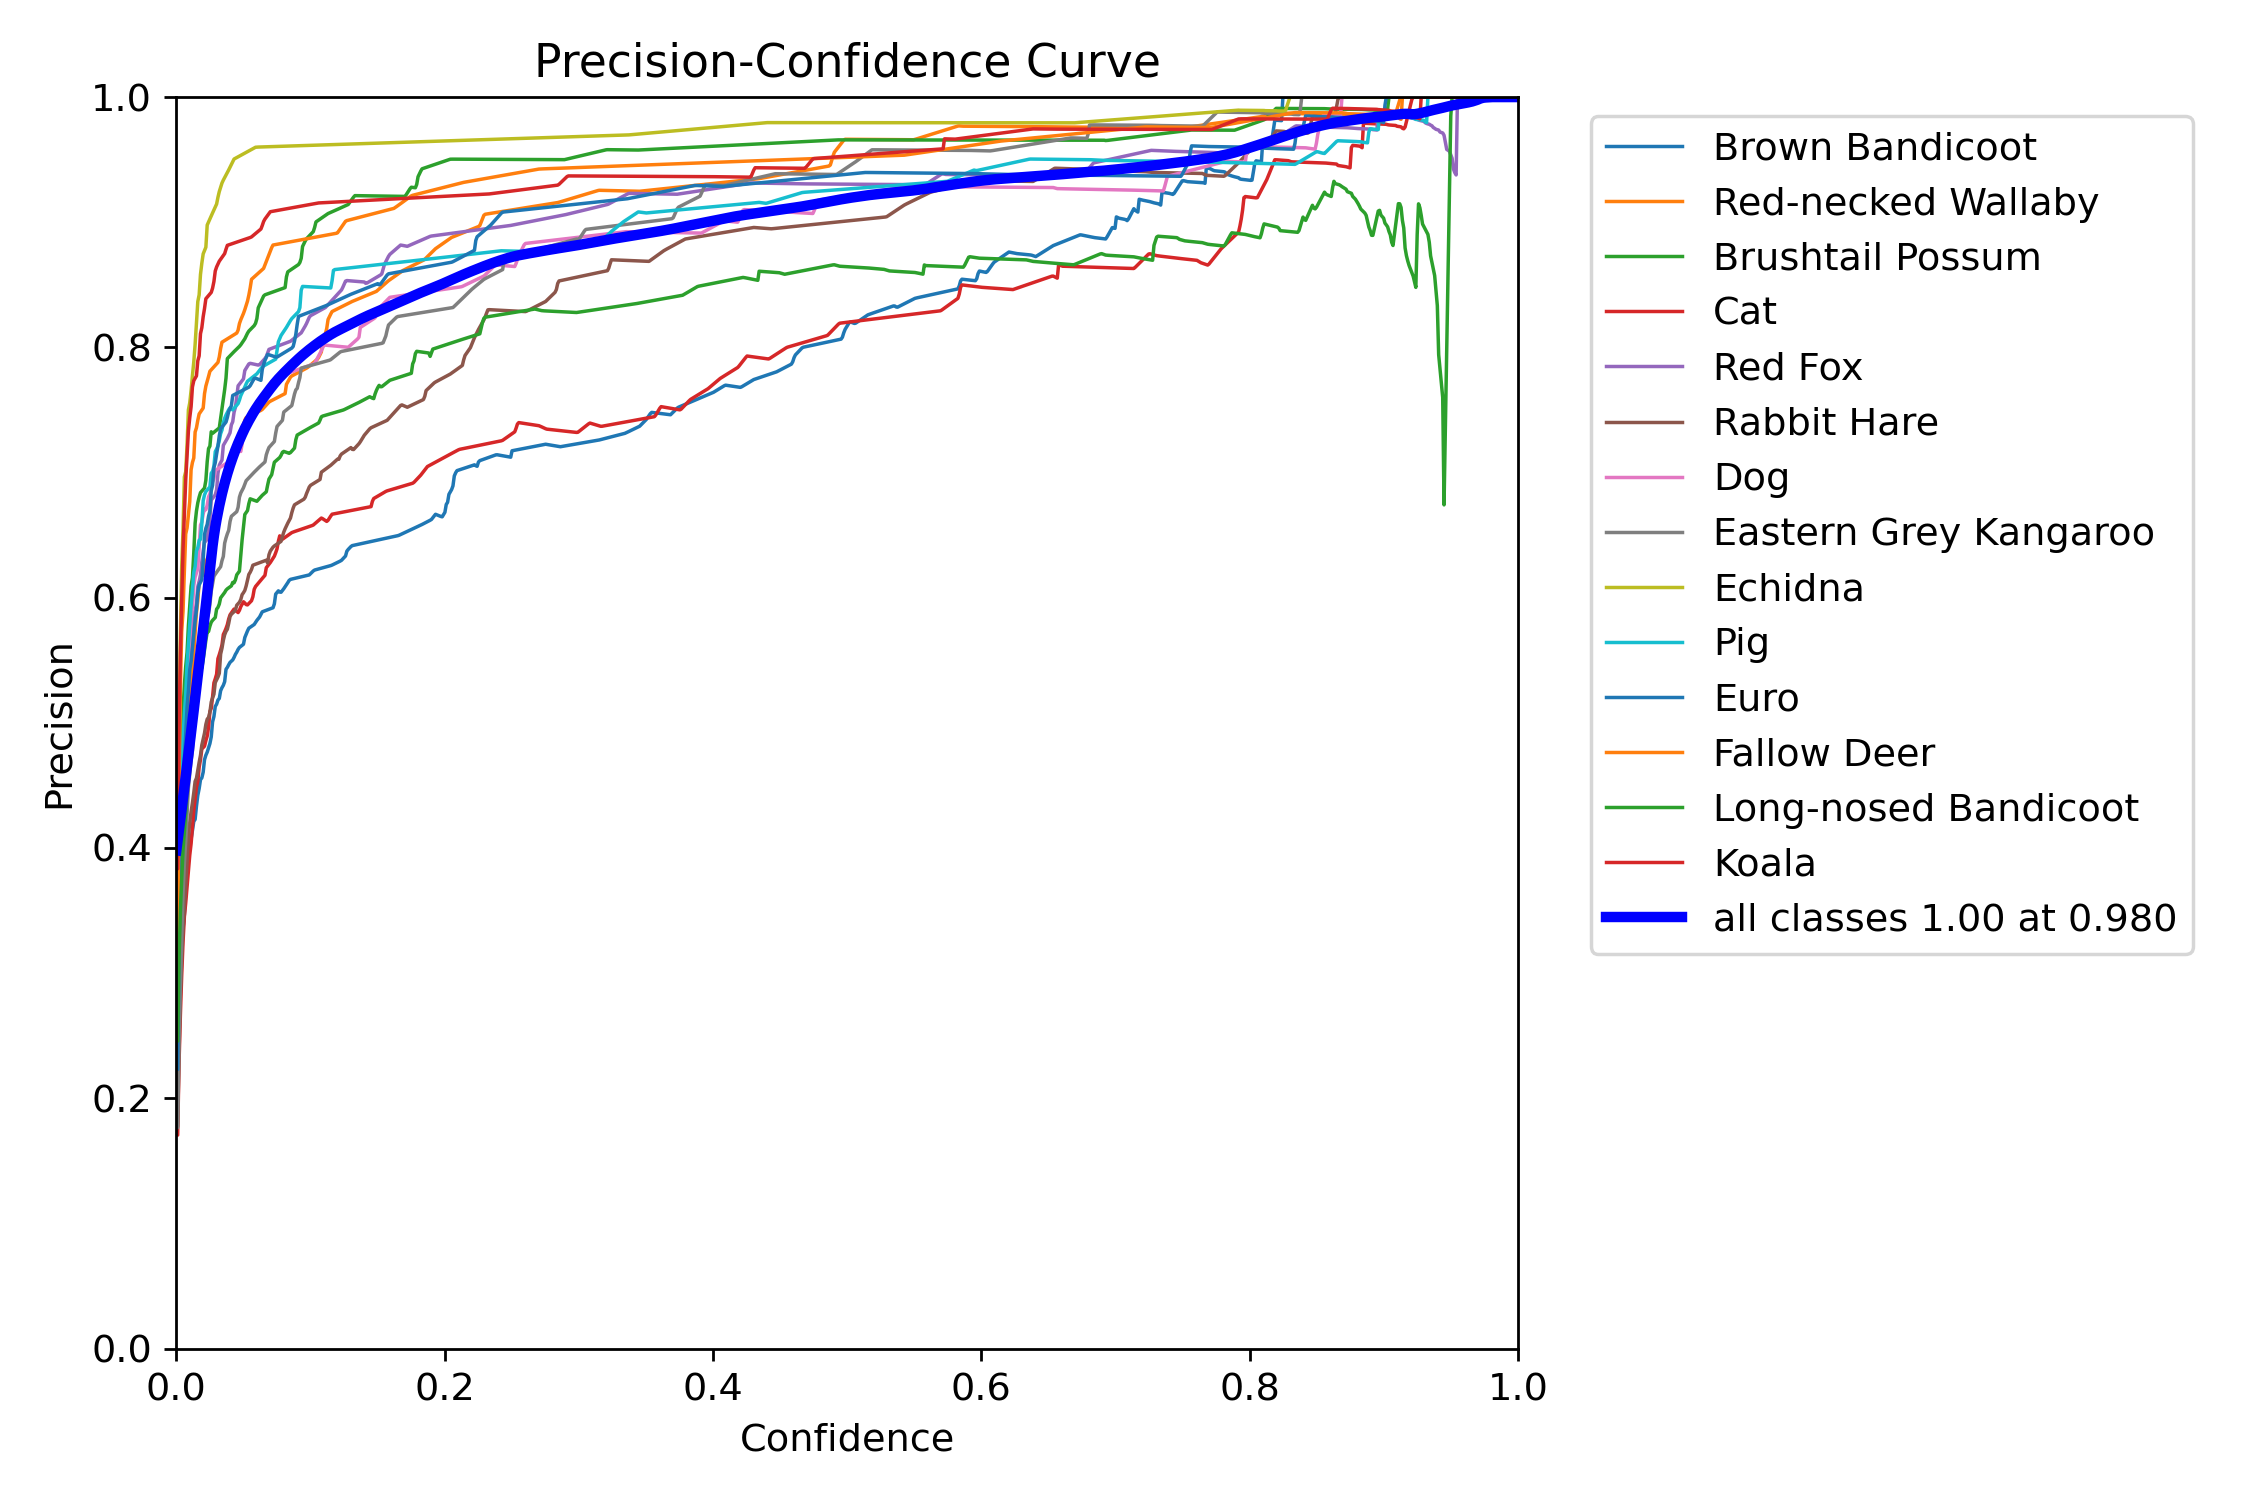 Precision-Confidence Curve
1.0
0.8
0.6
0.4
0.2
0.0
Precision
0.0 0.2 0.4 0.6 0.8 1.0
Confidence
Brown Bandicoot
Red-necked Wallaby
Brushtail Possum
Cat
Red Fox
Rabbit Hare
Dog
Eastern Grey Kangaroo
Echidna
Pig
Euro
Fallow Deer
Long-nosed Bandicoot
Koala
all classes 1.00 at 0.980